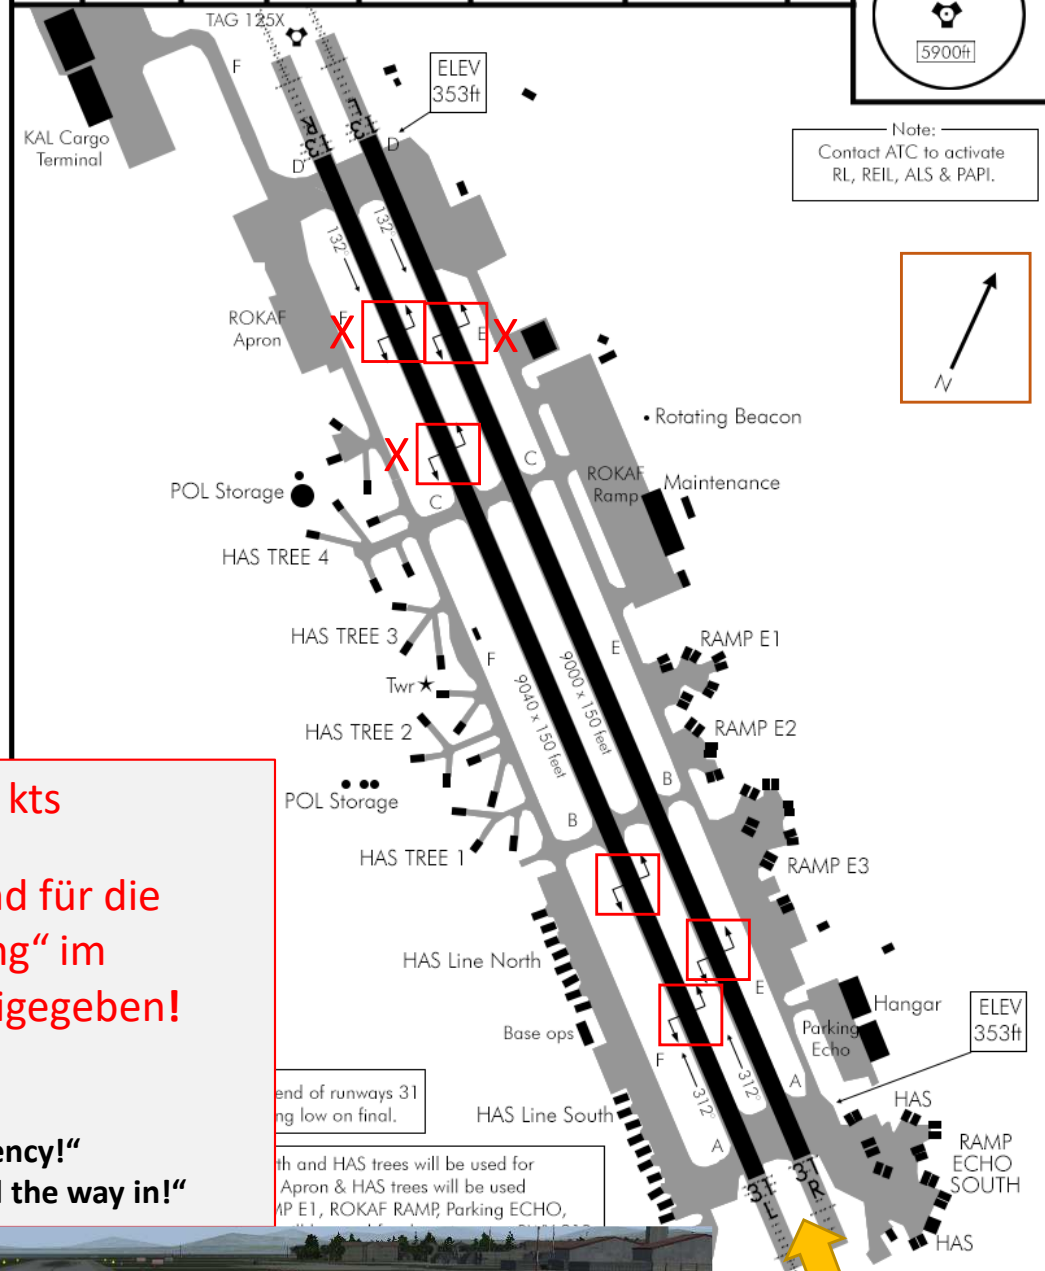 TAG 125X
F
ELEV
353ft
5900ft
KAL Cargo
Terminal
Note:
Contact ATC to activate
RL, REIL, ALS & PAPI.
13
R
13
L
D
D
132°
132°
N
ROKAF
Apron
F
X
E
X
Rotating Beacon
X
C
C
ROKAF
Ramp
Maintenance
POL Storage
HAS TREE 4
HAS TREE 3
F
E
RAMP E1
Twr
9040 x 150 feet
9000 x 150 feet
HAS TREE 2
RAMP E2
POL Storage
B
B
HAS TREE 1
RAMP E3
kts
d für die
ng“ im
igegeben!
ency!“
l the way in!“
HAS Line North
E
Hangar
Parking
Echo
ELEV
353ft
Base ops
F
312°
312°
A
end of runways 31
ng low on final.
HAS Line South
A
HAS
RAMP
ECHO
SOUTH
th and HAS trees will be used for
Apron & HAS trees will be used
MP E1, ROKAF RAMP, Parking ECHO,
31
L
31
R
HAS